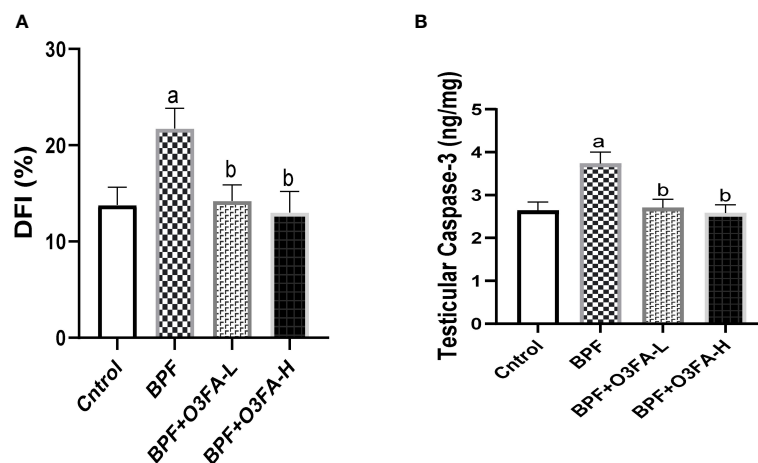 A
DFI (%)
30
20
10
0
a
b
b
Cntrol
BPF
BPF+O3FA-L
BPF+O3FA-H
B
Testicular Caspase-3 (ng/mg)
5
4
3
2
1
0
a
b
b
Cntrol
BPF
BPF+O3FA-L
BPF+O3FA-H